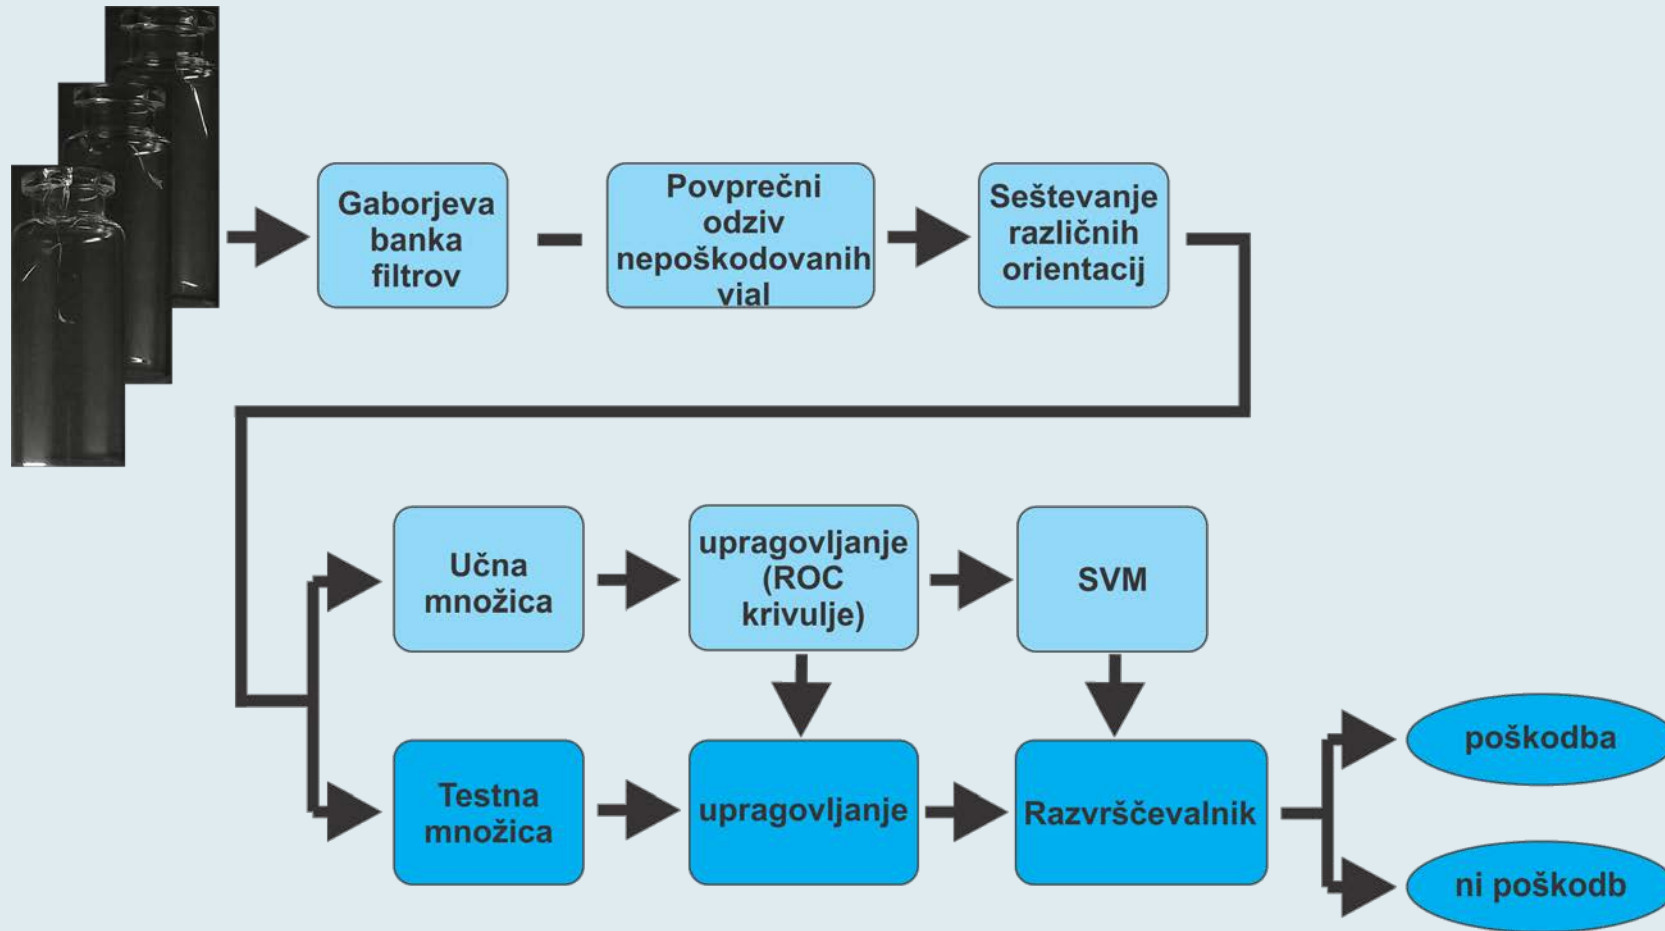 Gaborjeva
banka
filtrov
Povprečni
odziv
nepoškodovanih
vial
Seštevanje
različnih
orientacij
Učna
množica
upragovljanje
(ROC
krivulje)
SVM
Testna
množica
upragovljanje
Razvrščevalnik
poškodba
ni poškodb